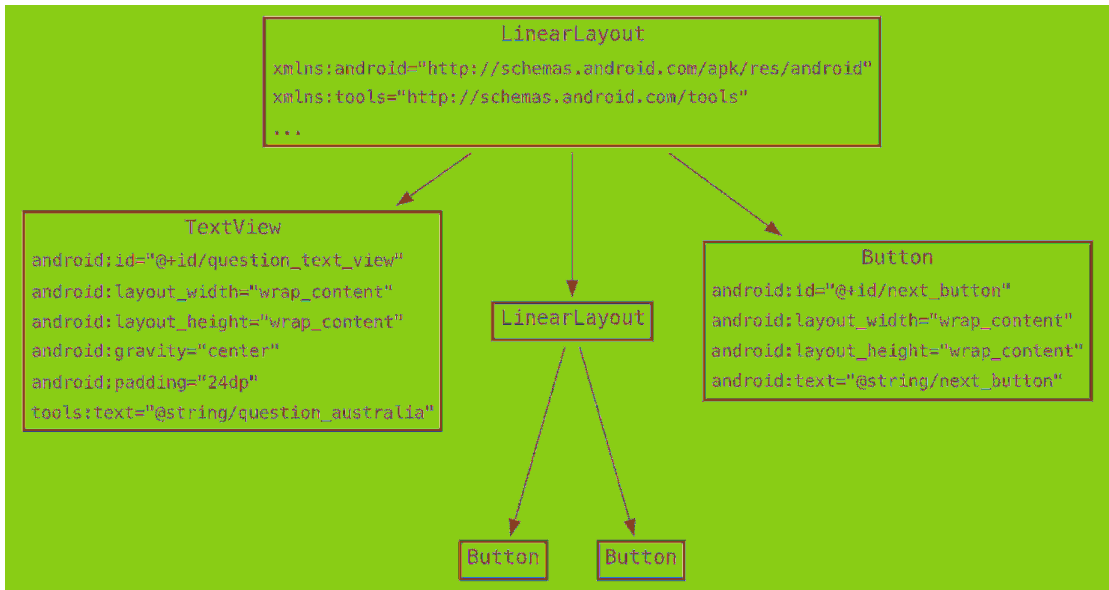 LinearLayout
xmlns:android="http://schemas.android.com/apk/res/android"
xmlns:tools="http://schemas.android.com/tools"
...
TextView
android:id="@+id/question_text_view"
android:layout_width="wrap_content"
android:layout_height="wrap_content"
android:gravity="center"
android:padding="24dp"
tools:text="@string/question_australia"
LinearLayout
Button
android:id="@+id/next_button"
android:layout_width="wrap_content"
android:layout_height="wrap_content"
android:text="@string/next_button"
Button
Button